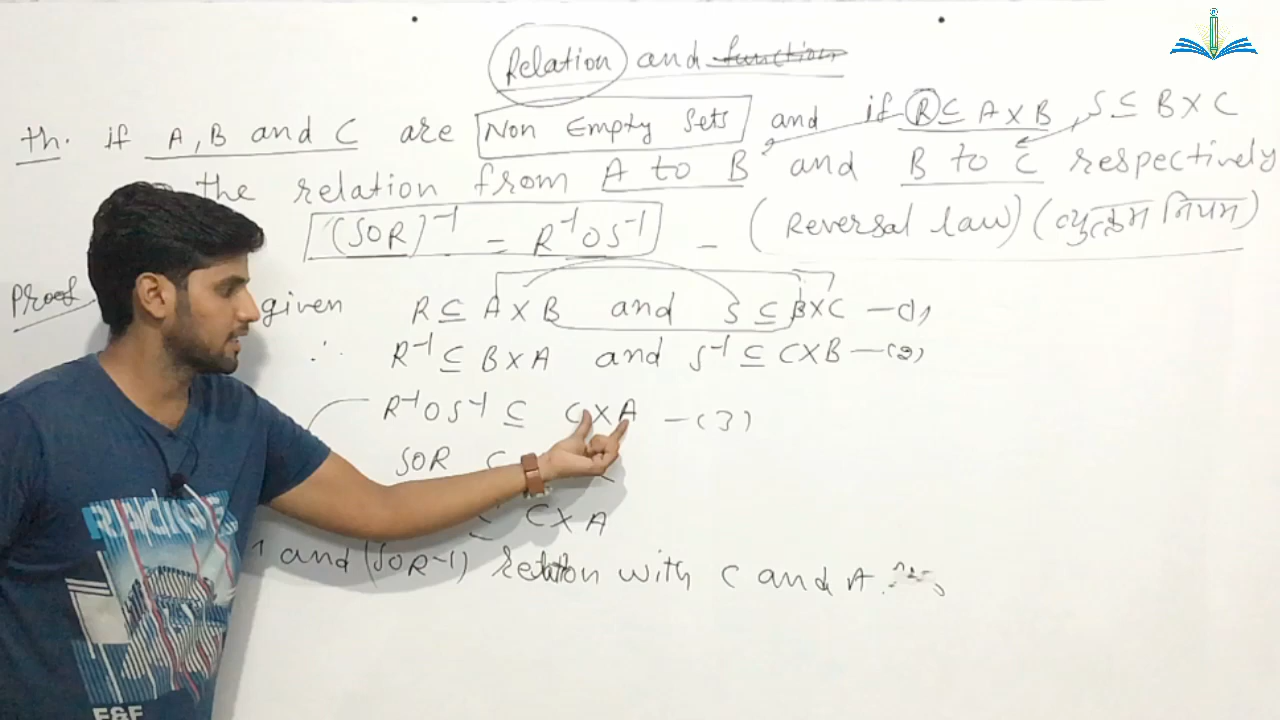 Relation and function
th. if A, B and C are Non Empty Sets and if R ⊆ A×B, S ⊆ B×C
the relation from A to B and B to C respectively
(SOR)⁻¹ = R⁻¹OS⁻¹ – (Reversal law) (व्युत्क्रम नियम)
Proof given R ⊆ A×B and S ⊆ B×C —(1)
∴ R⁻¹ ⊆ B×A and S⁻¹ ⊆ C×B —(2)
R⁻¹OS⁻¹ ⊆ C×A —(3)
SOR ⊆
⊆ C×A
and (SOR⁻¹) relation with C and A.
RACING
F&F